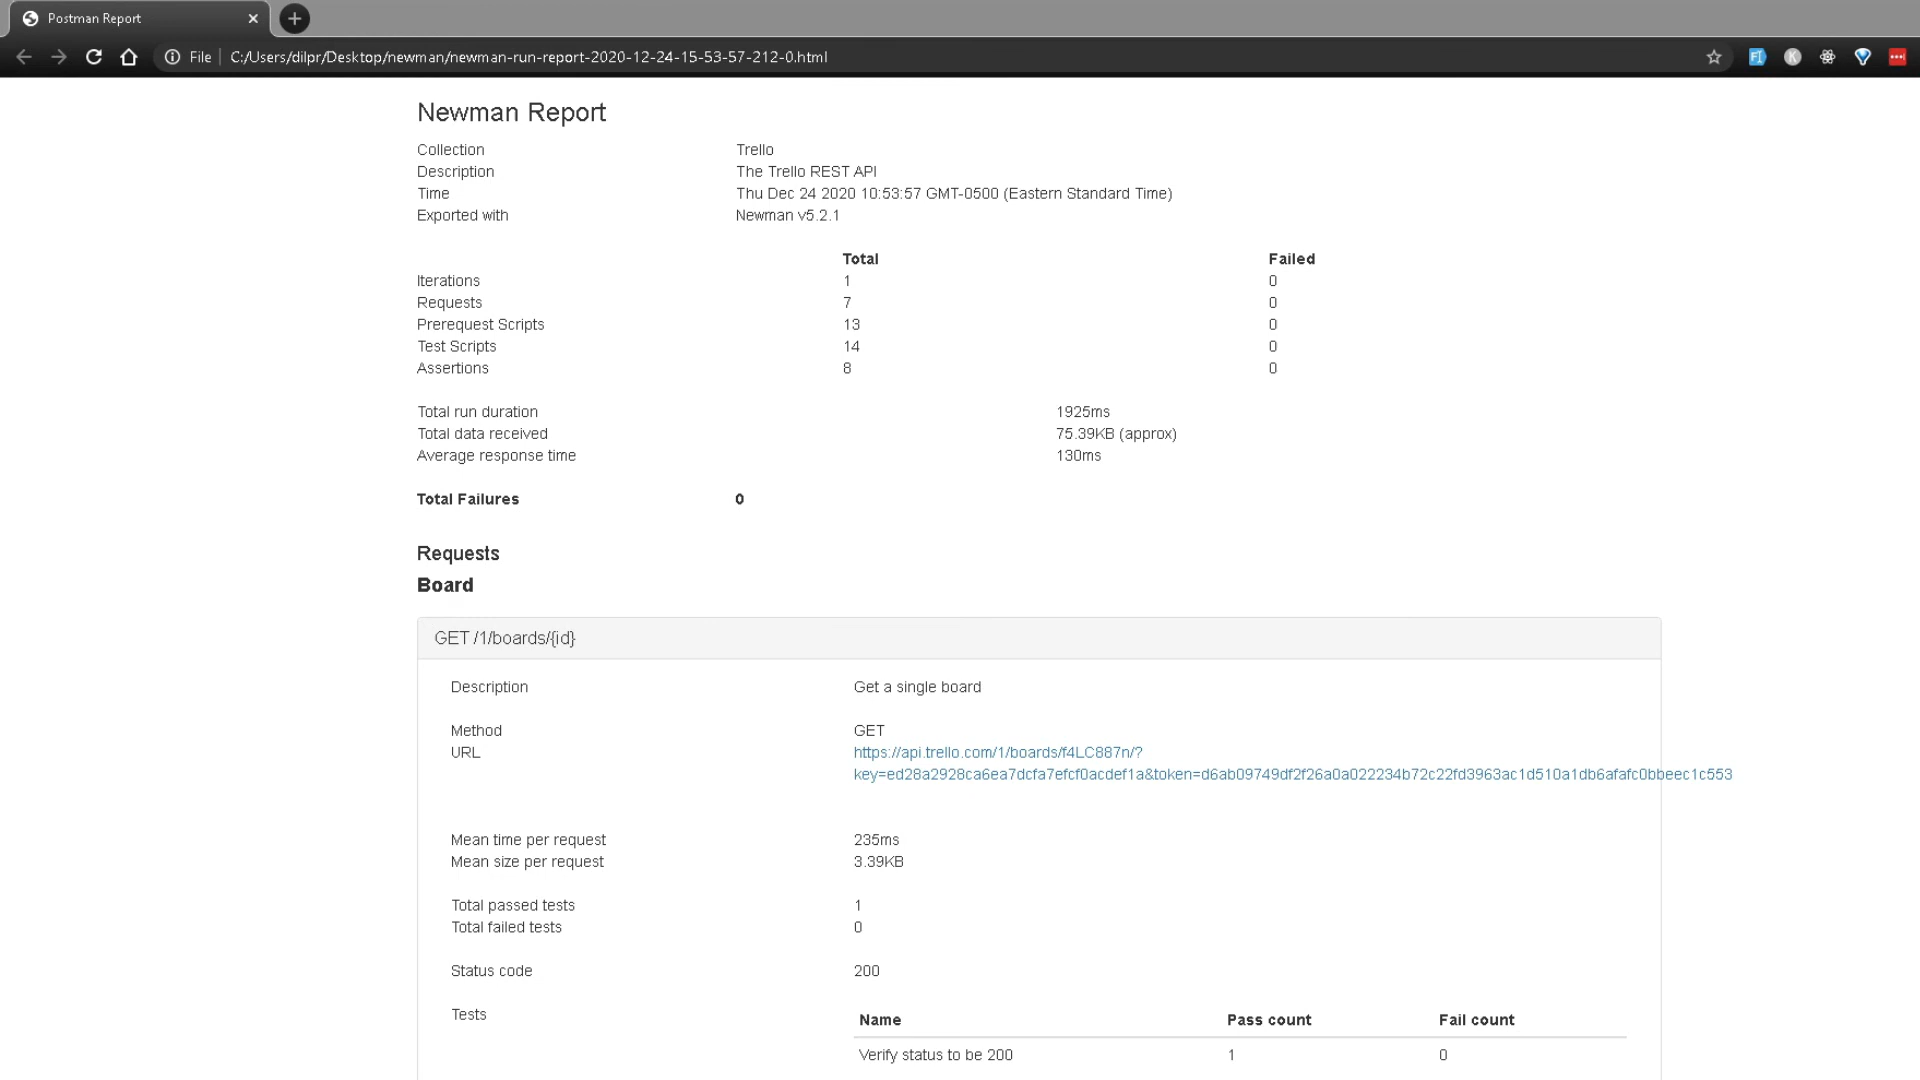 Postman Report
File
C:/Users/dilpr/Desktop/newman/newman-run-report-2020-12-24-15-53-57-212-0.html
Newman Report
Collection Trello
Description The Trello REST API
Time Thu Dec 24 2020 10:53:57 GMT-0500 (Eastern Standard Time)
Exported with Newman v5.2.1
Total Failed
Iterations 1 0
Requests 7 0
Prerequest Scripts 13 0
Test Scripts 14 0
Assertions 8 0
Total run duration 1925ms
Total data received 75.39KB (approx)
Average response time 130ms
Total Failures 0
Requests
Board
GET /1/boards/{id}
Description Get a single board
Method GET
URL https://api.trello.com/1/boards/f4LC887n/?
key=ed28a2928ca6ea7dcfa7efcf0acdef1a&token=d6ab09749df2f26a0a022234b72c22fd3963ac1d510a1db6afafc0bbeec1c553
Mean time per request 235ms
Mean size per request 3.39KB
Total passed tests 1
Total failed tests 0
Status code 200
Tests Name Pass count Fail count
Verify status to be 200 1 0